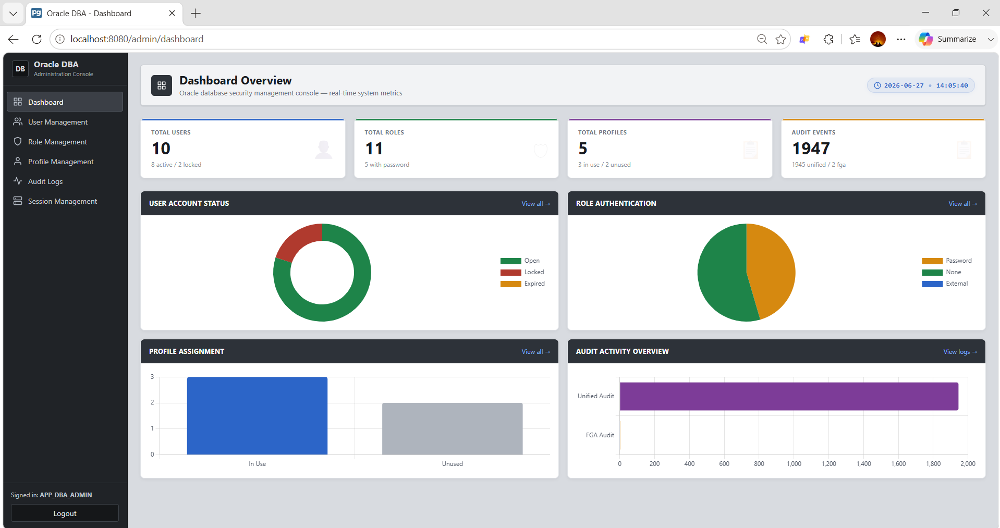 pg
Oracle DBA - Dashboard
localhost:8080/admin/dashboard
Summarize
DB
Oracle DBA
Administration Console
Dashboard
User Management
Role Management
Profile Management
Audit Logs
Session Management
Signed in: APP_DBA_ADMIN
Logout
Dashboard Overview
Oracle database security management console — real-time system metrics
2026-06-27 • 14:05:40
TOTAL USERS
10
8 active / 2 locked
TOTAL ROLES
11
5 with password
TOTAL PROFILES
5
3 in use / 2 unused
AUDIT EVENTS
1947
1945 unified / 2 fga
USER ACCOUNT STATUS
View all →
Open
Locked
Expired
ROLE AUTHENTICATION
View all →
Password
None
External
PROFILE ASSIGNMENT
View all →
3
2
1
0
In Use
Unused
AUDIT ACTIVITY OVERVIEW
View logs →
Unified Audit
FGA Audit
0 200 400 600 800 1,000 1,200 1,400 1,600 1,800 2,000